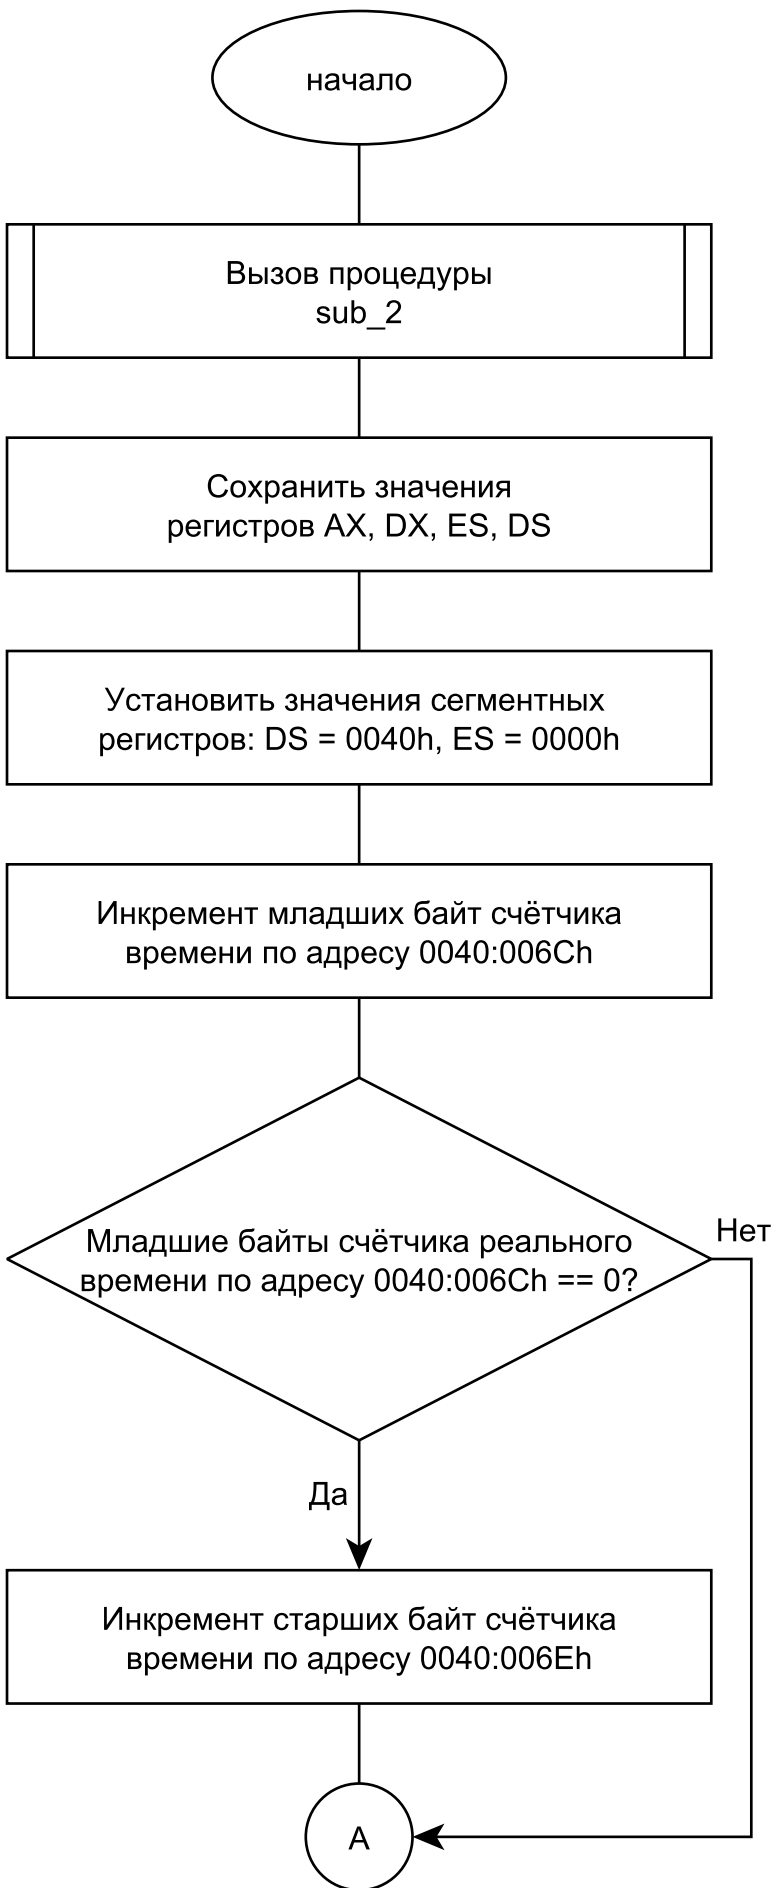 начало
Вызов процедуры
sub_2
Сохранить значения
регистров AX, DX, ES, DS
Установить значения сегментных
регистров: DS = 0040h, ES = 0000h
Инкремент младших байт счётчика
времени по адресу 0040:006Ch
Младшие байты счётчика реального
времени по адресу 0040:006Ch == 0?
Нет
Да
Инкремент старших байт счётчика
времени по адресу 0040:006Eh
A